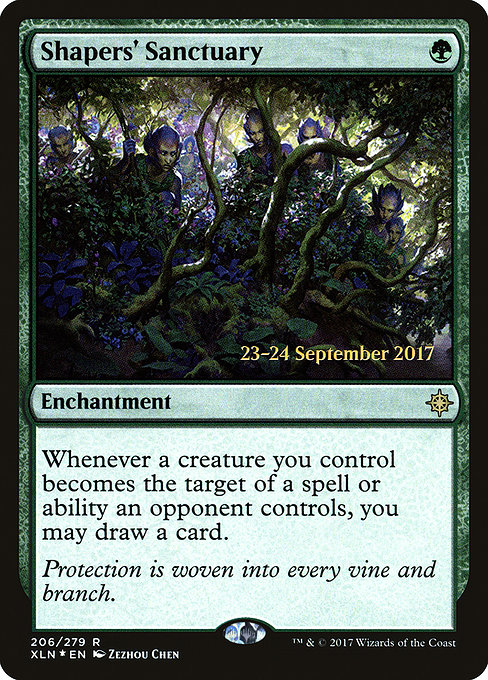 Shapers' Sanctuary
23–24 September 2017
Enchantment
Whenever a creature you control
becomes the target of a spell or
ability an opponent controls, you
may draw a card.
Protection is woven into every vine and
branch.
206/279 R
XLN ★ EN Zezhou Chen
™ & © 2017 Wizards of the Coast